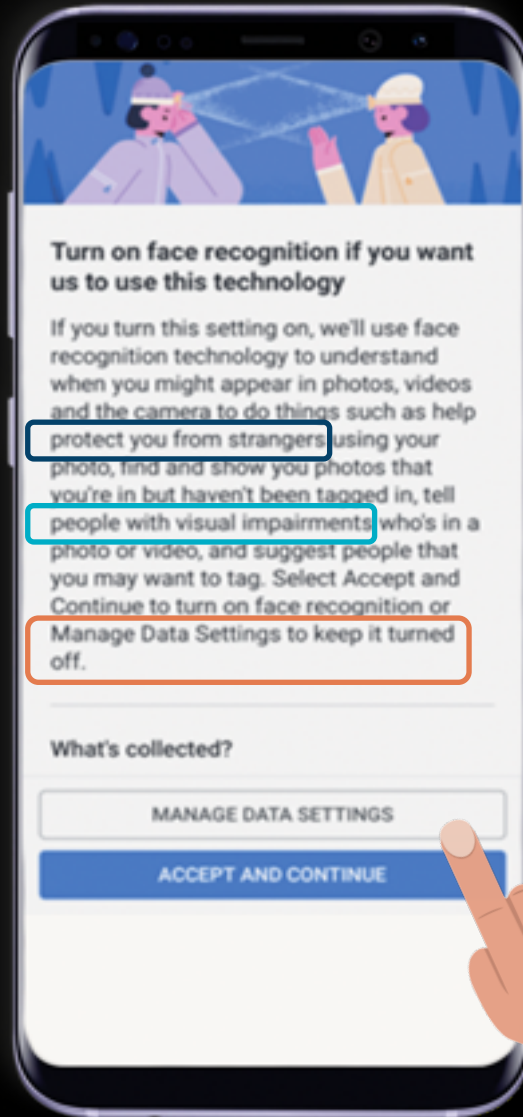 Turn on face recognition if you want
us to use this technology
If you turn this setting on, we'll use face
recognition technology to understand
when you might appear in photos, videos
and the camera to do things such as help
protect you from strangers using your
photo, find and show you photos that
you're in but haven't been tagged in, tell
people with visual impairments who's in a
photo or video, and suggest people that
you may want to tag. Select Accept and
Continue to turn on face recognition or
Manage Data Settings to keep it turned
off.
What's collected?
MANAGE DATA SETTINGS
ACCEPT AND CONTINUE